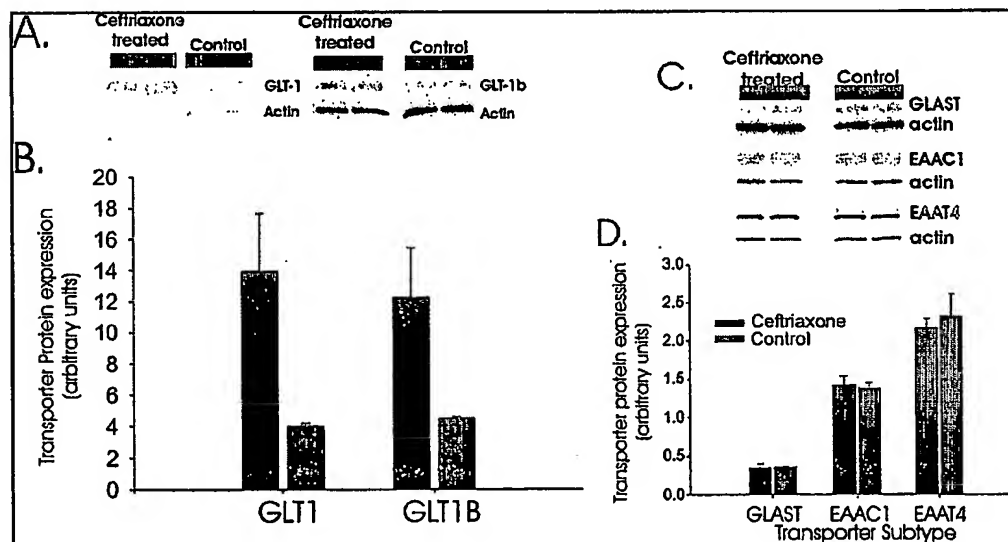 A.
Ceftriaxone
treated
Control
GLT-1
Actin
Ceftriaxone
treated
Control
GLT-1b
Actin
B.
Transporter Protein expression
(arbitrary units)
20
18
16
14
12
10
8
6
4
2
0
GLT1
GLT1B
C.
Ceftriaxone
treated
Control
GLAST
actin
EAAC1
actin
EAAT4
actin
D.
Transporter protein expression
(arbitrary units)
3.0
2.5
2.0
1.5
1.0
0.5
0.0
Ceftriaxone
Control
GLAST
EAAC1
EAAT4
Transporter Subtype